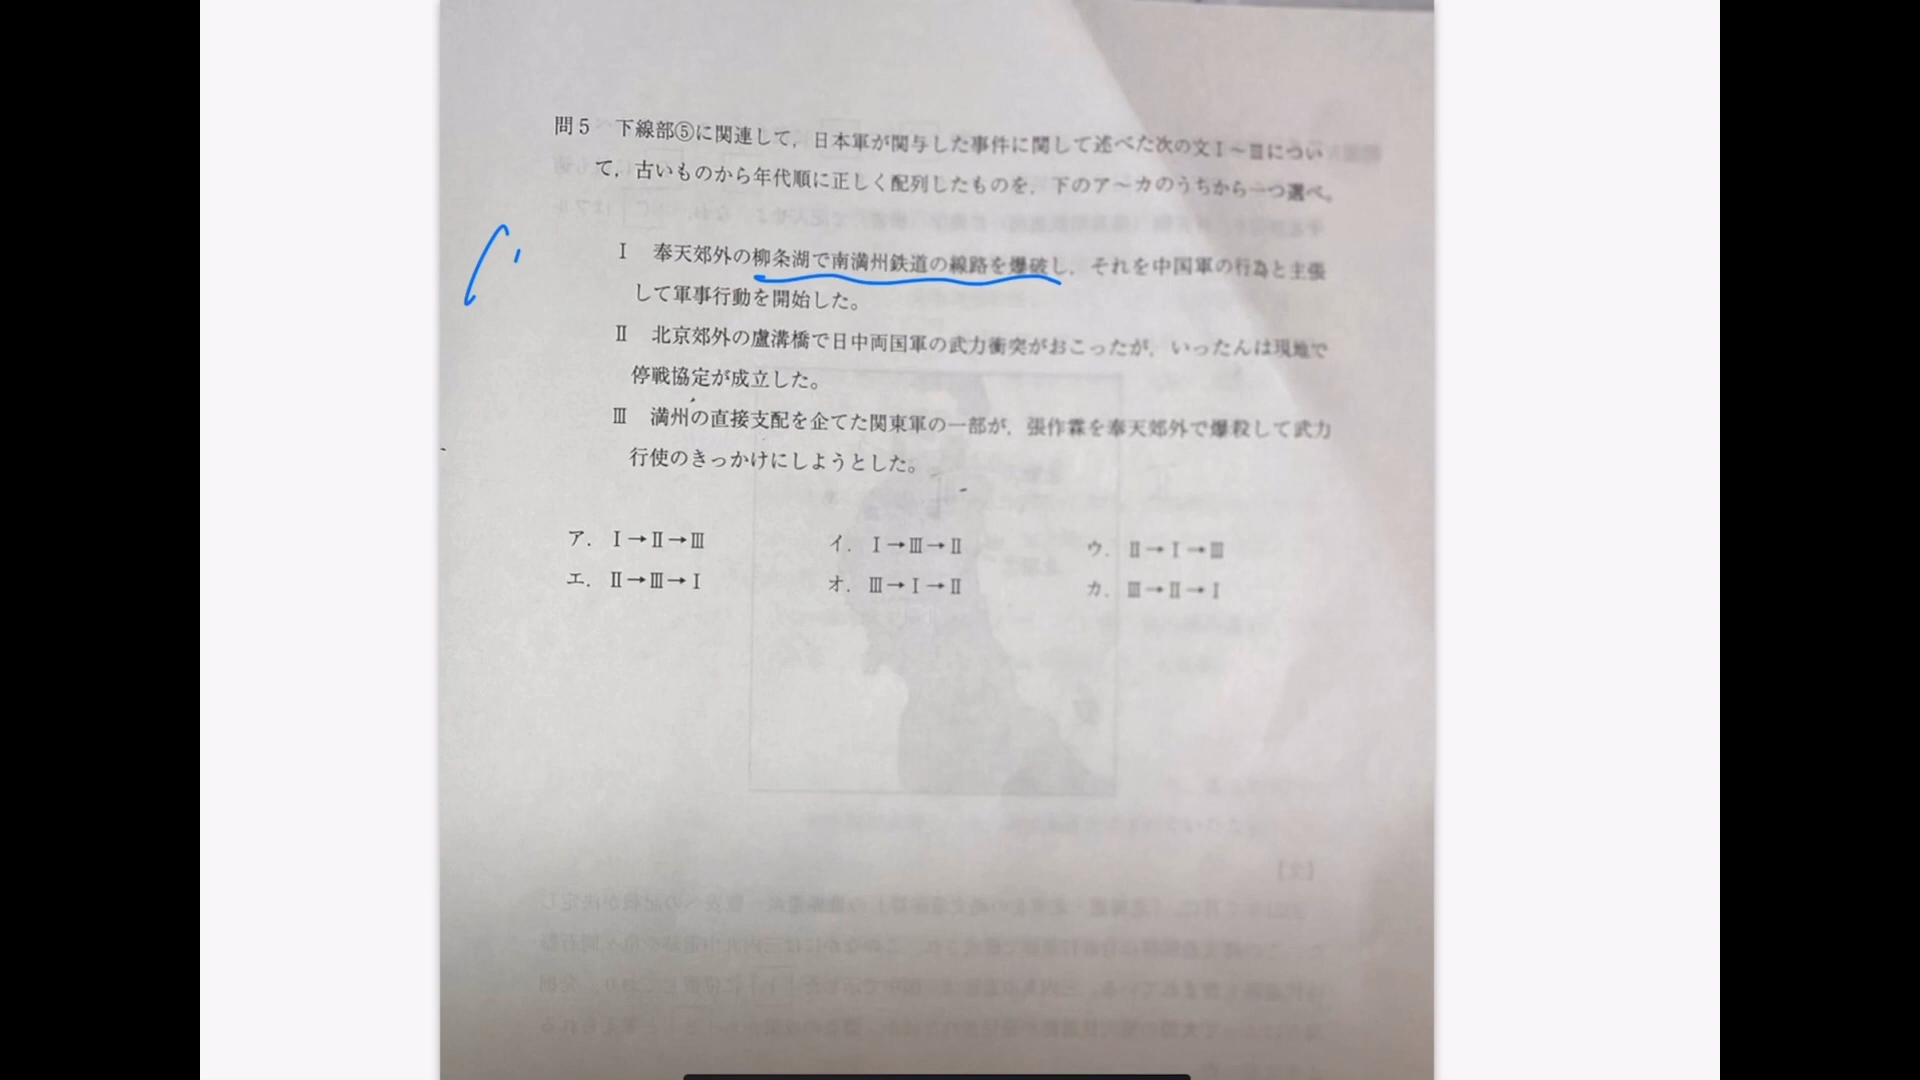 問5 下線部⑤に関連して，日本軍が関与した事件に関して述べた次の文Ⅰ～Ⅲについ
て，古いものから年代順に正しく配列したものを，下のア～カのうちから一つ選べ。
Ⅰ 奉天郊外の柳条湖で南満州鉄道の線路を爆破し，それを中国軍の行為と主張
して軍事行動を開始した。
Ⅱ 北京郊外の盧溝橋で日中両国軍の武力衝突がおこったが，いったんは現地で
停戦協定が成立した。
Ⅲ 満州の直接支配を企てた関東軍の一部が，張作霖を奉天郊外で爆殺して武力
行使のきっかけにしようとした。
ア． Ⅰ→Ⅱ→Ⅲ イ． Ⅰ→Ⅲ→Ⅱ ウ． Ⅱ→Ⅰ→Ⅲ
エ． Ⅱ→Ⅲ→Ⅰ オ． Ⅲ→Ⅰ→Ⅱ カ． Ⅲ→Ⅱ→Ⅰ